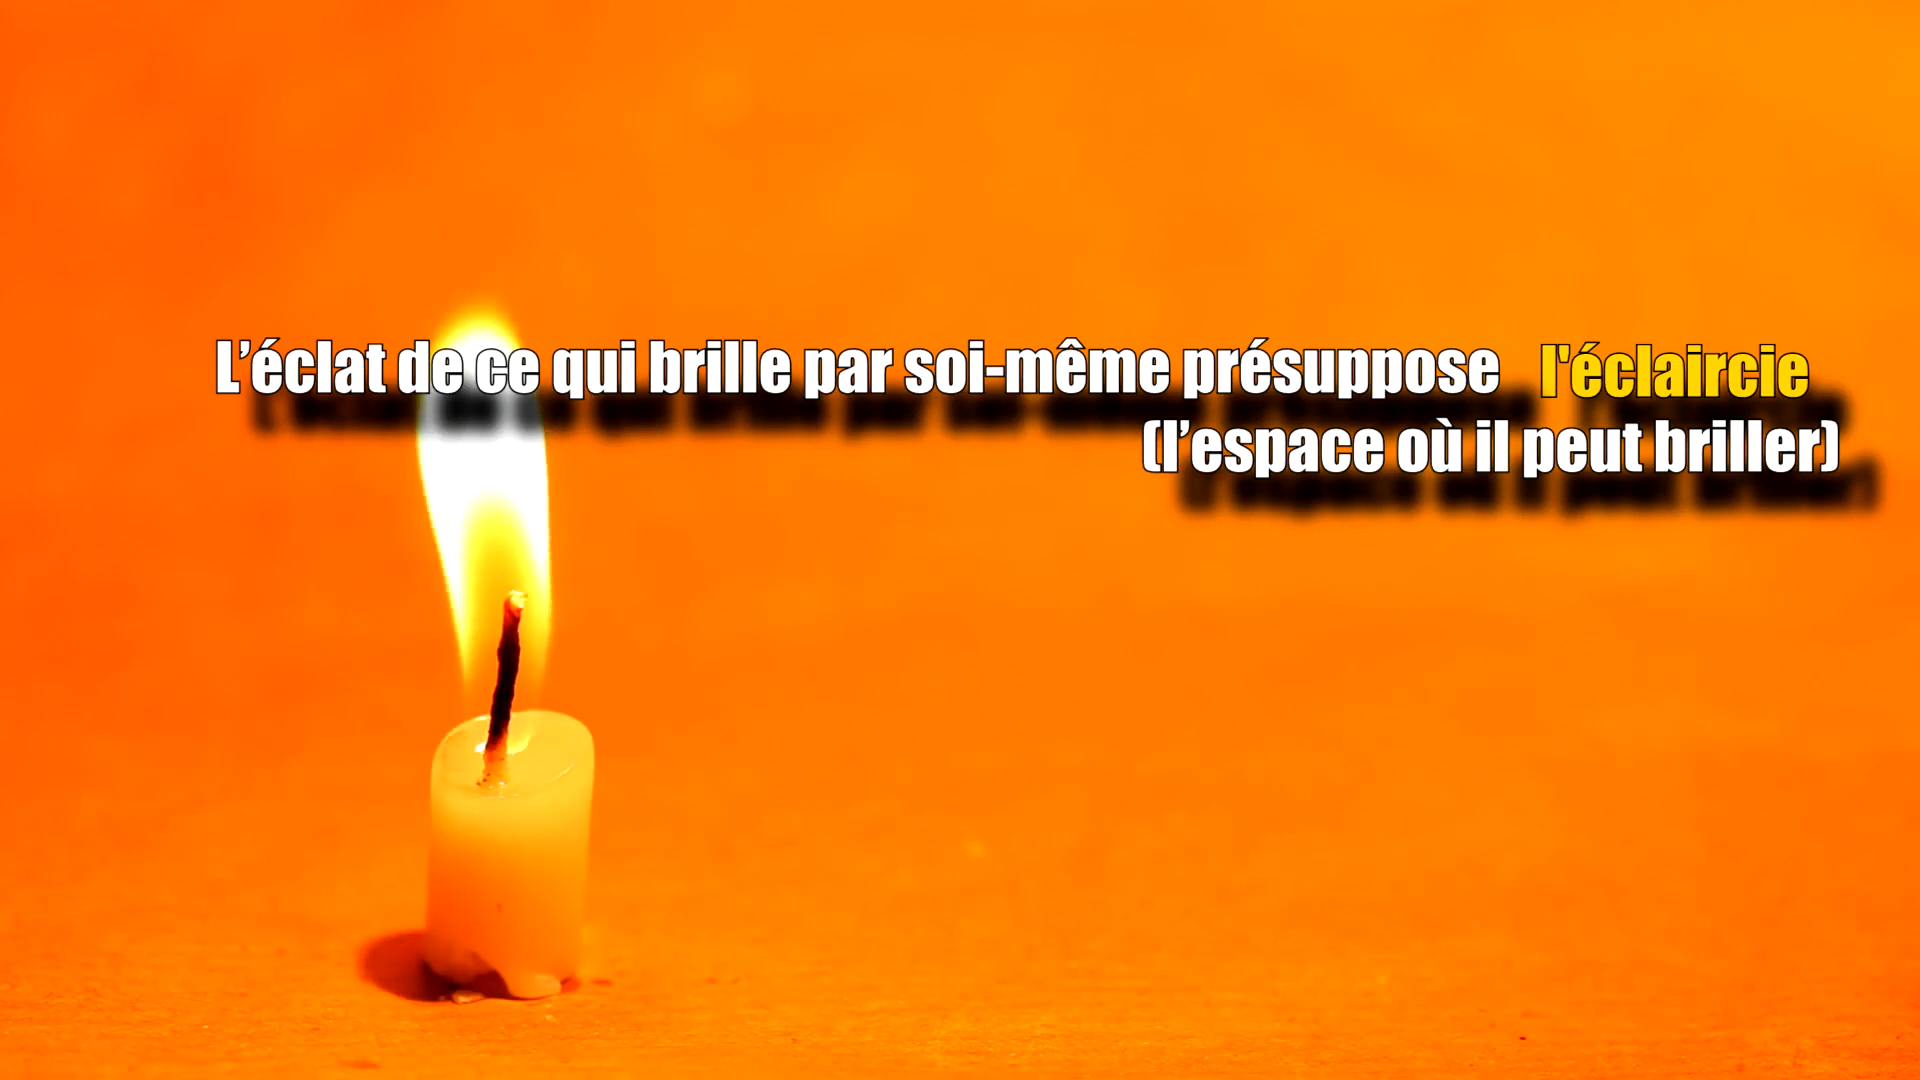 L’éclat de ce qui brille par soi-même présuppose l'éclaircie
(l’espace où il peut briller)